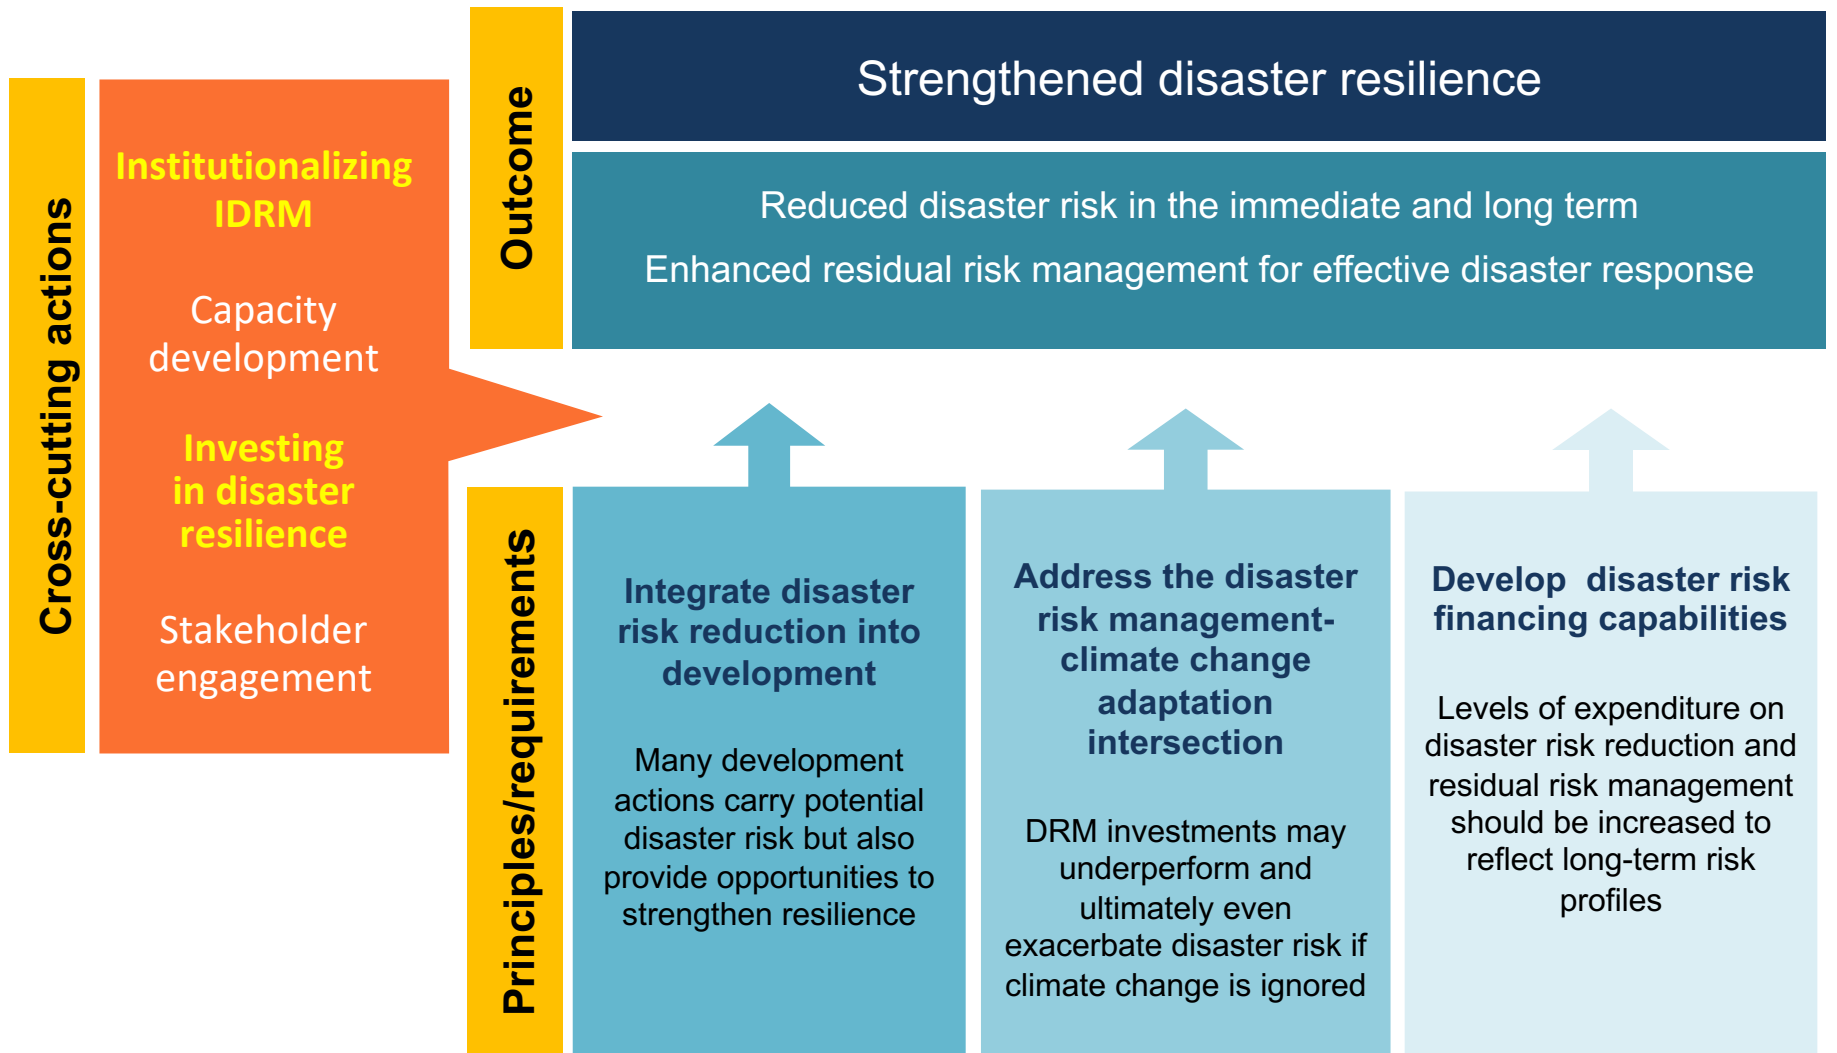 Cross-cutting actions
Institutionalizing
IDRM
Capacity
development
Investing
in disaster
resilience
Stakeholder
engagement
Outcome
Strengthened disaster resilience
Reduced disaster risk in the immediate and long term
Enhanced residual risk management for effective disaster response
Principles/requirements
Integrate disaster
risk reduction into
development
Many development
actions carry potential
disaster risk but also
provide opportunities to
strengthen resilience
Address the disaster
risk management-
climate change
adaptation
intersection
DRM investments may
underperform and
ultimately even
exacerbate disaster risk if
climate change is ignored
Develop  disaster risk
financing capabilities
Levels of expenditure on
disaster risk reduction and
residual risk management
should be increased to
reflect long-term risk
profiles